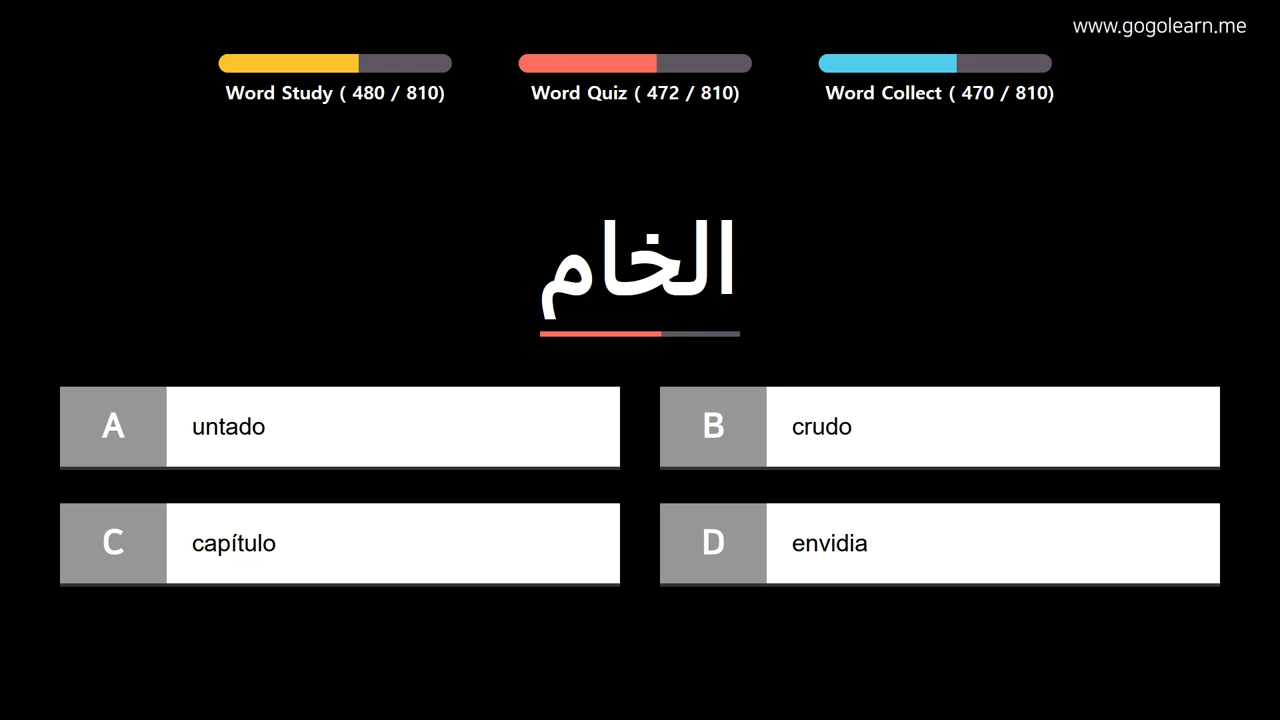 www.gogolearn.me
Word Study ( 480 / 810)
Word Quiz ( 472 / 810)
Word Collect ( 470 / 810)
الخام
A
untado
B
crudo
C
capítulo
D
envidia